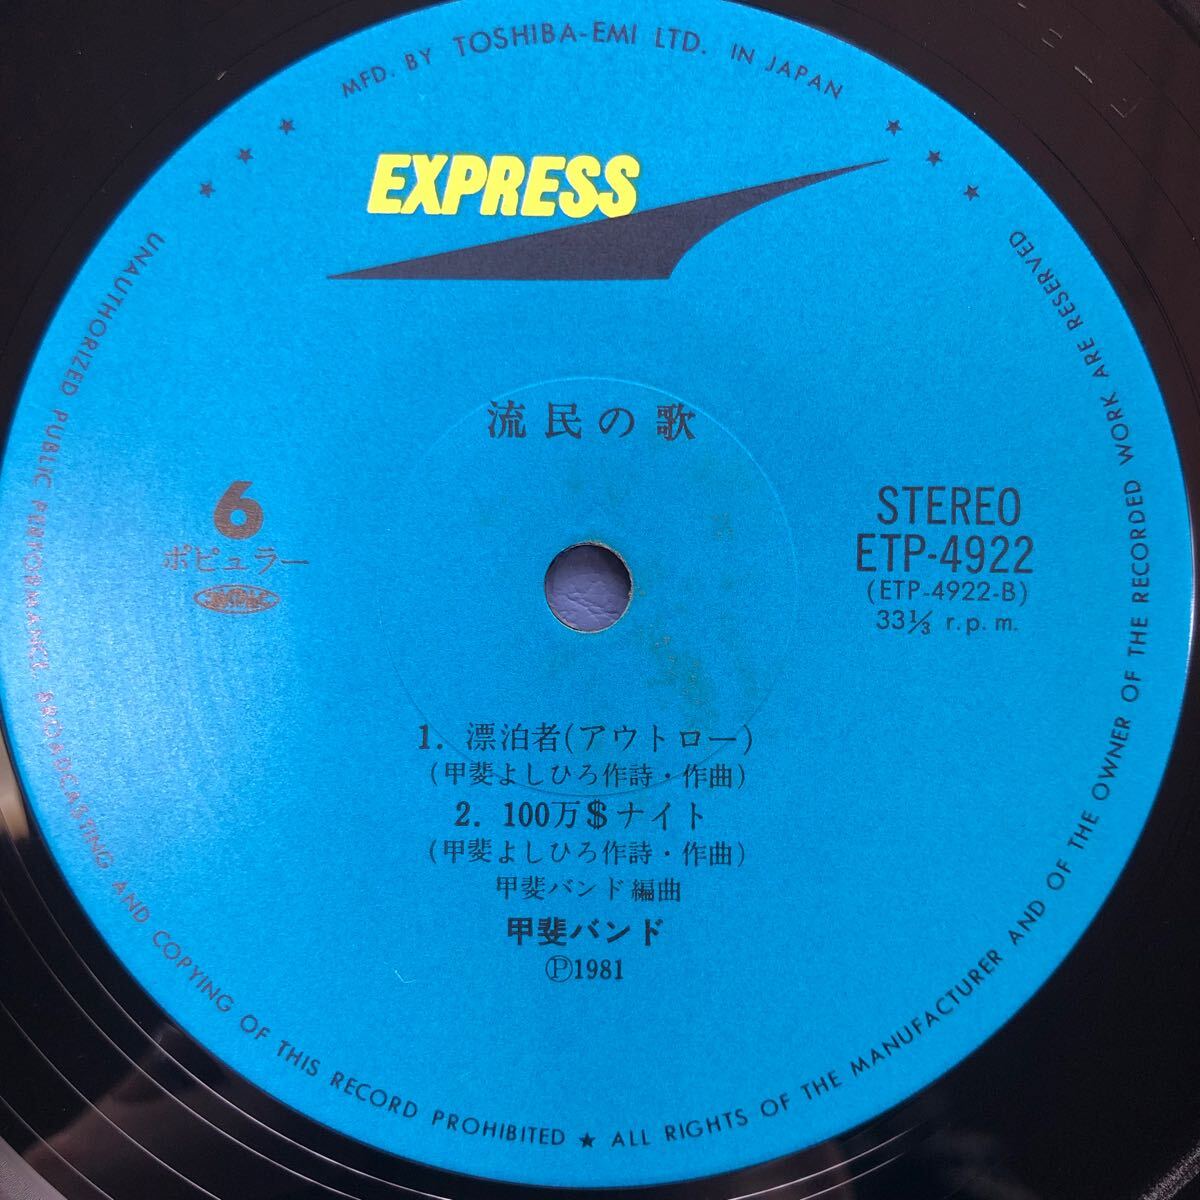 MFD. BY TOSHIBA-EMI LTD. IN JAPAN
EXPRESS
流民の歌
6
ポピュラー
STEREO
ETP-4922
(ETP-4922-B)
33⅓ r.p.m.
1. 漂泊者(アウトロー)
(甲斐よしひろ作詩・作曲)
2. 100万$ナイト
(甲斐よしひろ作詩・作曲)
甲斐バンド編曲
甲斐バンド
Ⓟ1981
UNAUTHORIZED PUBLIC PERFORMANCE, BROADCASTING AND COPYING OF THIS RECORD PROHIBITED ★ ALL RIGHTS OF THE MANUFACTURER AND OF THE OWNER OF THE RECORDED WORK ARE RESERVED